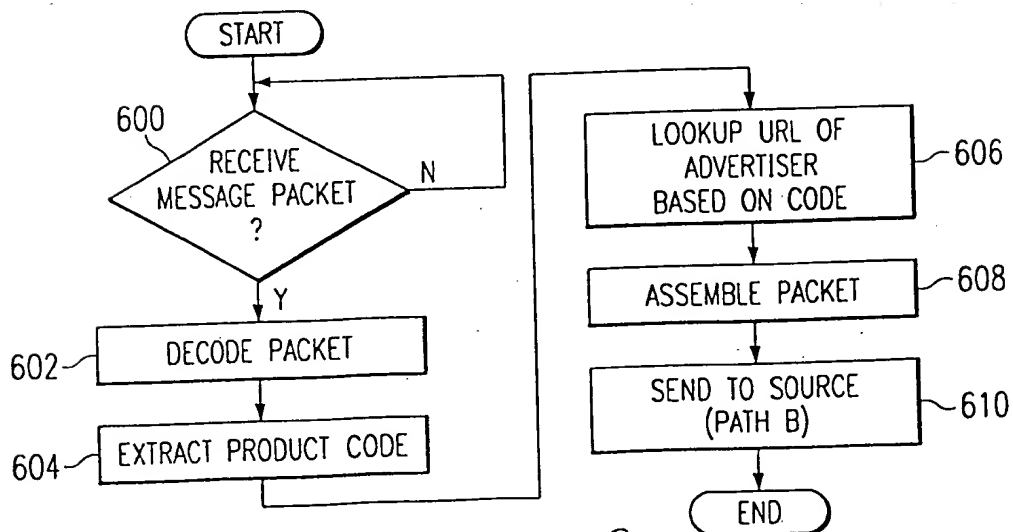 START
600
RECEIVE
MESSAGE PACKET
?
N
Y
602
DECODE PACKET
604
EXTRACT PRODUCT CODE
LOOKUP URL OF
ADVERTISER
BASED ON CODE
606
ASSEMBLE PACKET
608
SEND TO SOURCE
(PATH B)
610
END